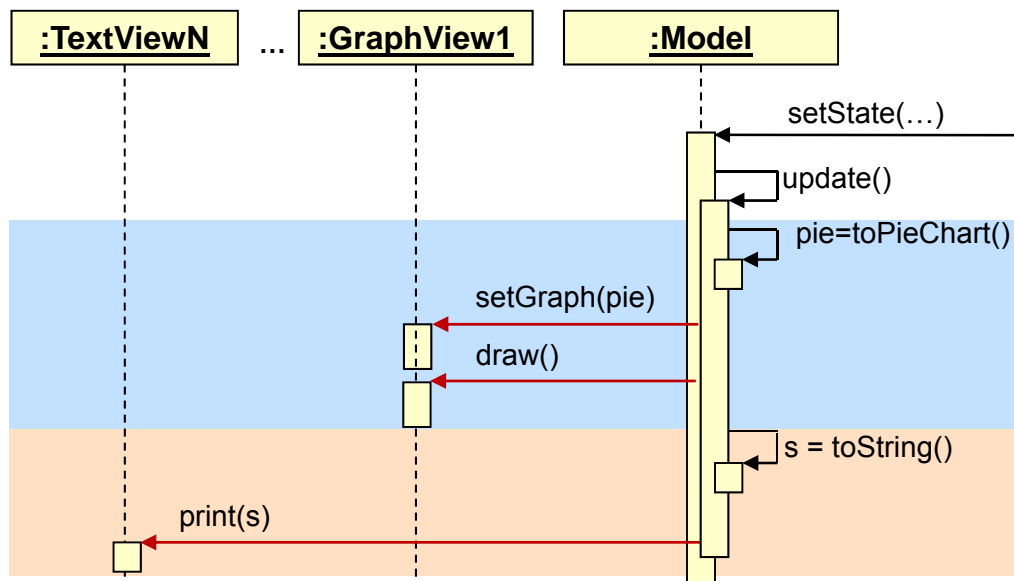 :TextViewN ... :GraphView1 :Model
setState(…)
update()
pie=toPieChart()
setGraph(pie)
draw()
s = toString()
print(s)